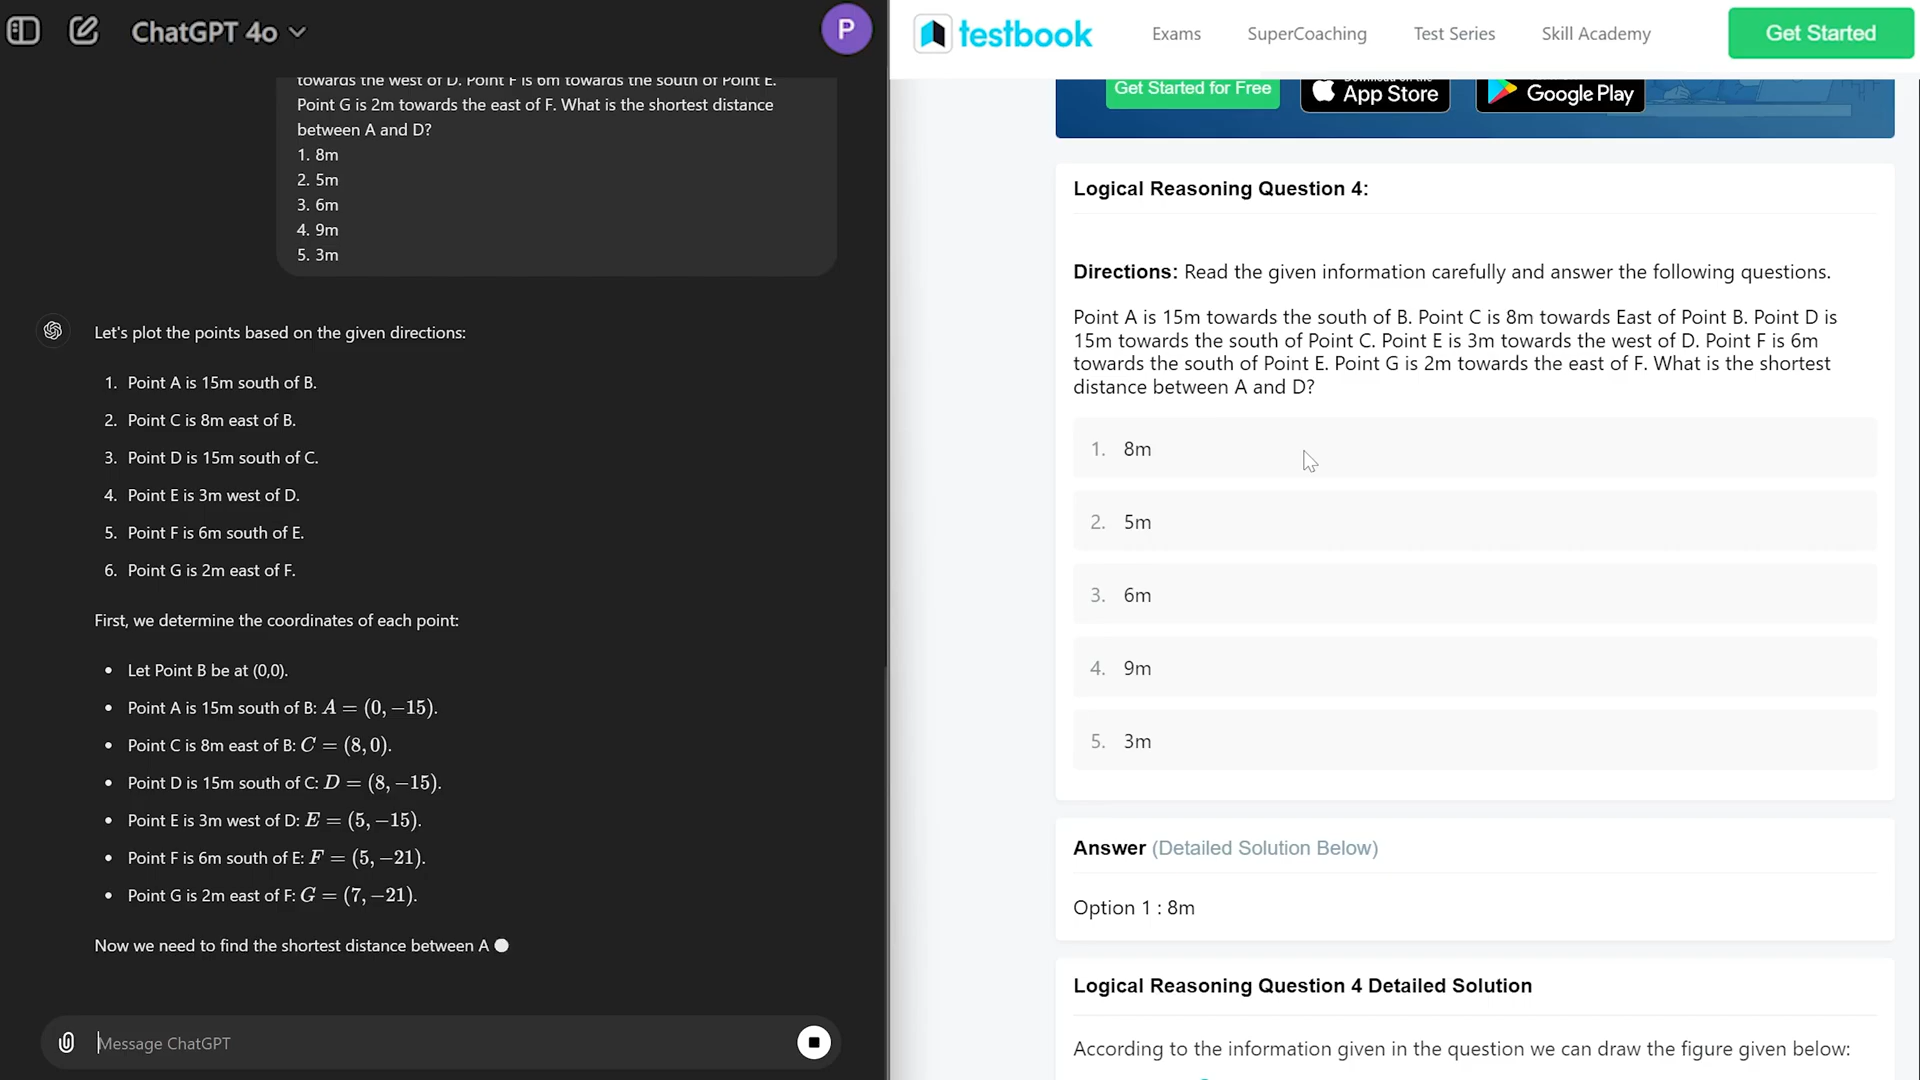 ChatGPT 4o
P
towards the west of D. Point F is 6m towards the south of Point E.
Point G is 2m towards the east of F. What is the shortest distance
between A and D?
1. 8m
2. 5m
3. 6m
4. 9m
5. 3m
Let's plot the points based on the given directions:
1. Point A is 15m south of B.
2. Point C is 8m east of B.
3. Point D is 15m south of C.
4. Point E is 3m west of D.
5. Point F is 6m south of E.
6. Point G is 2m east of F.
First, we determine the coordinates of each point:
• Let Point B be at (0,0).
• Point A is 15m south of B: A = (0, −15).
• Point C is 8m east of B: C = (8, 0).
• Point D is 15m south of C: D = (8, −15).
• Point E is 3m west of D: E = (5, −15).
• Point F is 6m south of E: F = (5, −21).
• Point G is 2m east of F: G = (7, −21).
Now we need to find the shortest distance between A
Message ChatGPT
testbook
Exams
SuperCoaching
Test Series
Skill Academy
Get Started
Get Started for Free
Download on the
App Store
Google Play
Logical Reasoning Question 4:
Directions: Read the given information carefully and answer the following questions.
Point A is 15m towards the south of B. Point C is 8m towards East of Point B. Point D is
15m towards the south of Point C. Point E is 3m towards the west of D. Point F is 6m
towards the south of Point E. Point G is 2m towards the east of F. What is the shortest
distance between A and D?
1. 8m
2. 5m
3. 6m
4. 9m
5. 3m
Answer (Detailed Solution Below)
Option 1 : 8m
Logical Reasoning Question 4 Detailed Solution
According to the information given in the question we can draw the figure given below: